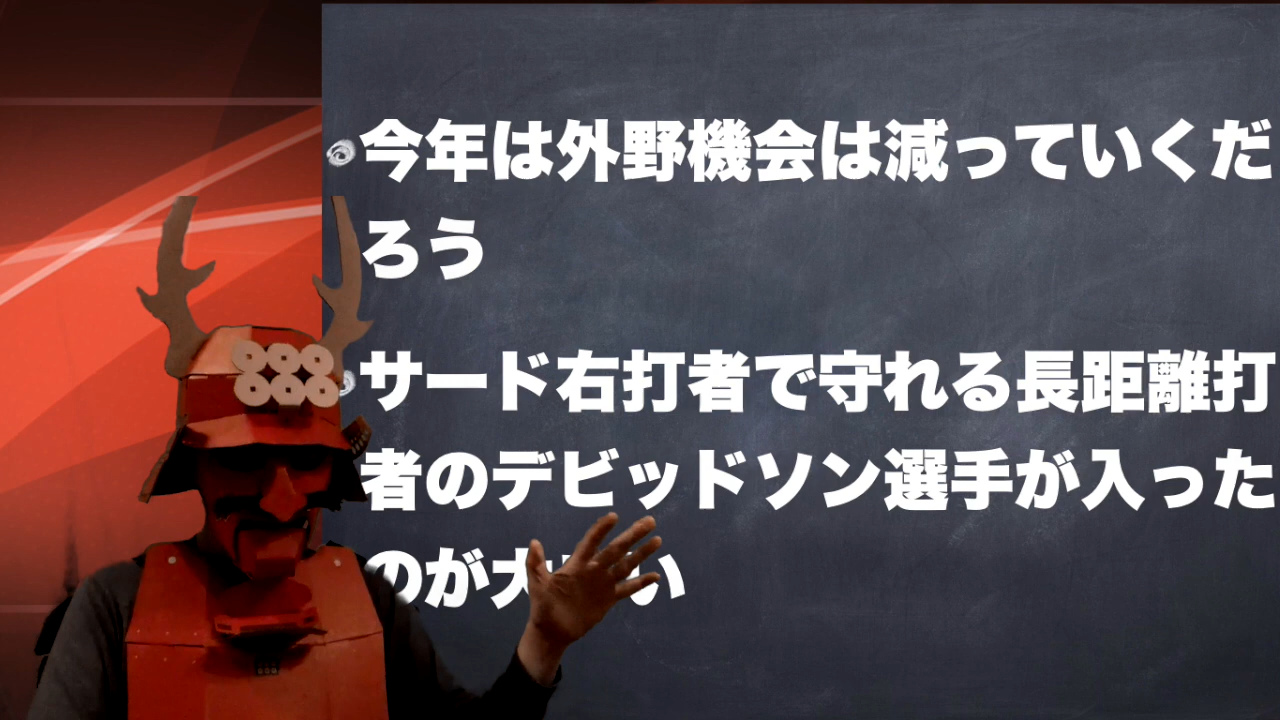 今年は外野機会は減っていくだ
ろう
サード右打者で守れる長距離打
者のデビッドソン選手が入った
のが大い